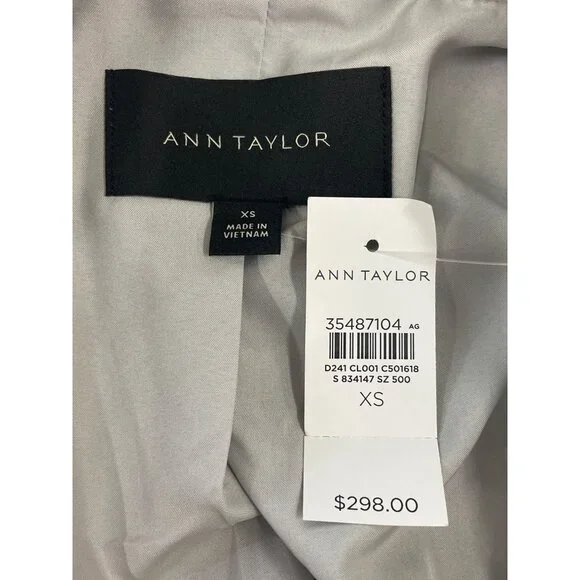 ANN TAYLOR
XS
MADE IN
VIETNAM
ANN TAYLOR
35487104 AG
D241 CL001 C501618
S 834147 SZ 500
XS
$298.00